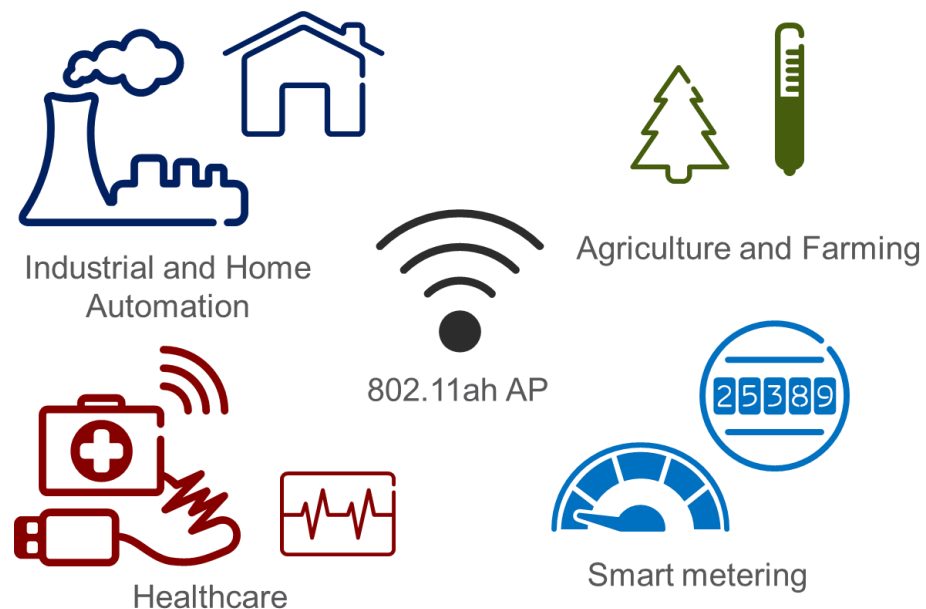 Industrial and Home
Automation
Agriculture and Farming
802.11ah AP
25389
Healthcare
Smart metering